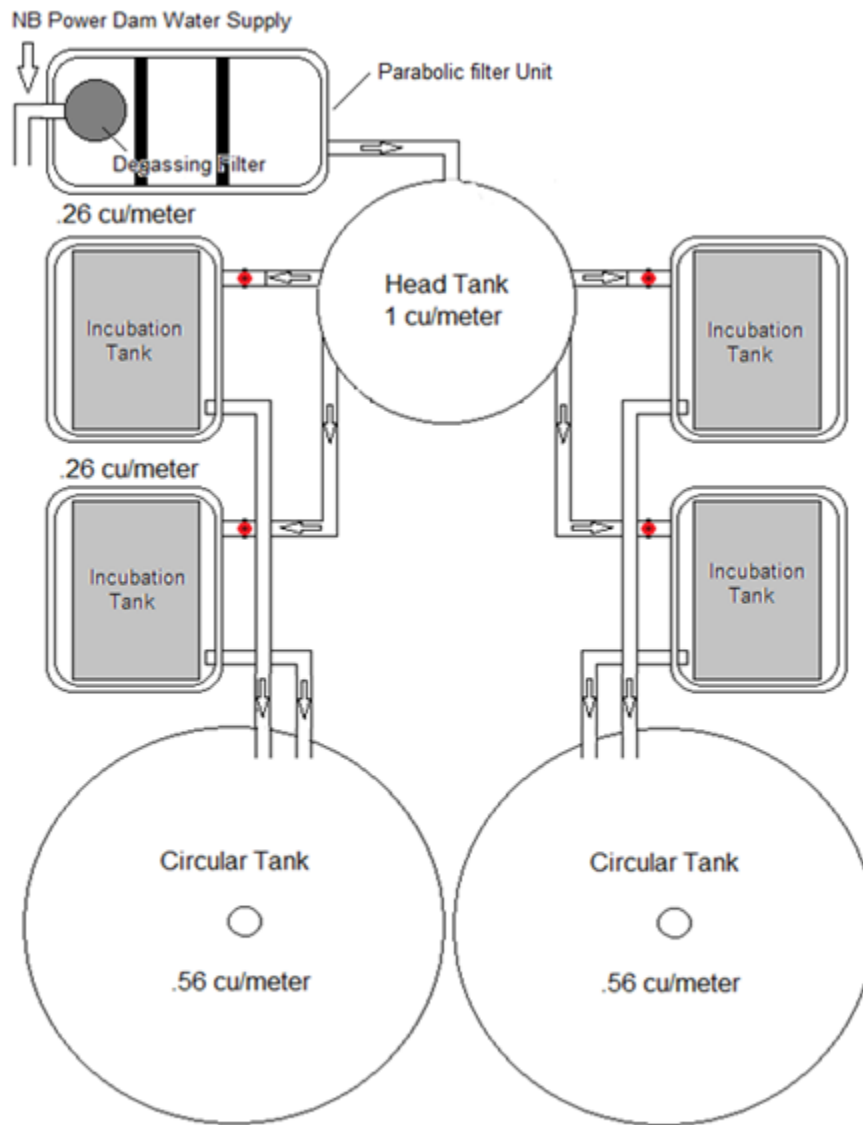 NB Power Dam Water Supply
Parabolic filter Unit
Degassing Filter
.26 cu/meter
Head Tank
1 cu/meter
Incubation
Tank
Incubation
Tank
.26 cu/meter
Incubation
Tank
Incubation
Tank
Circular Tank
.56 cu/meter
Circular Tank
.56 cu/meter